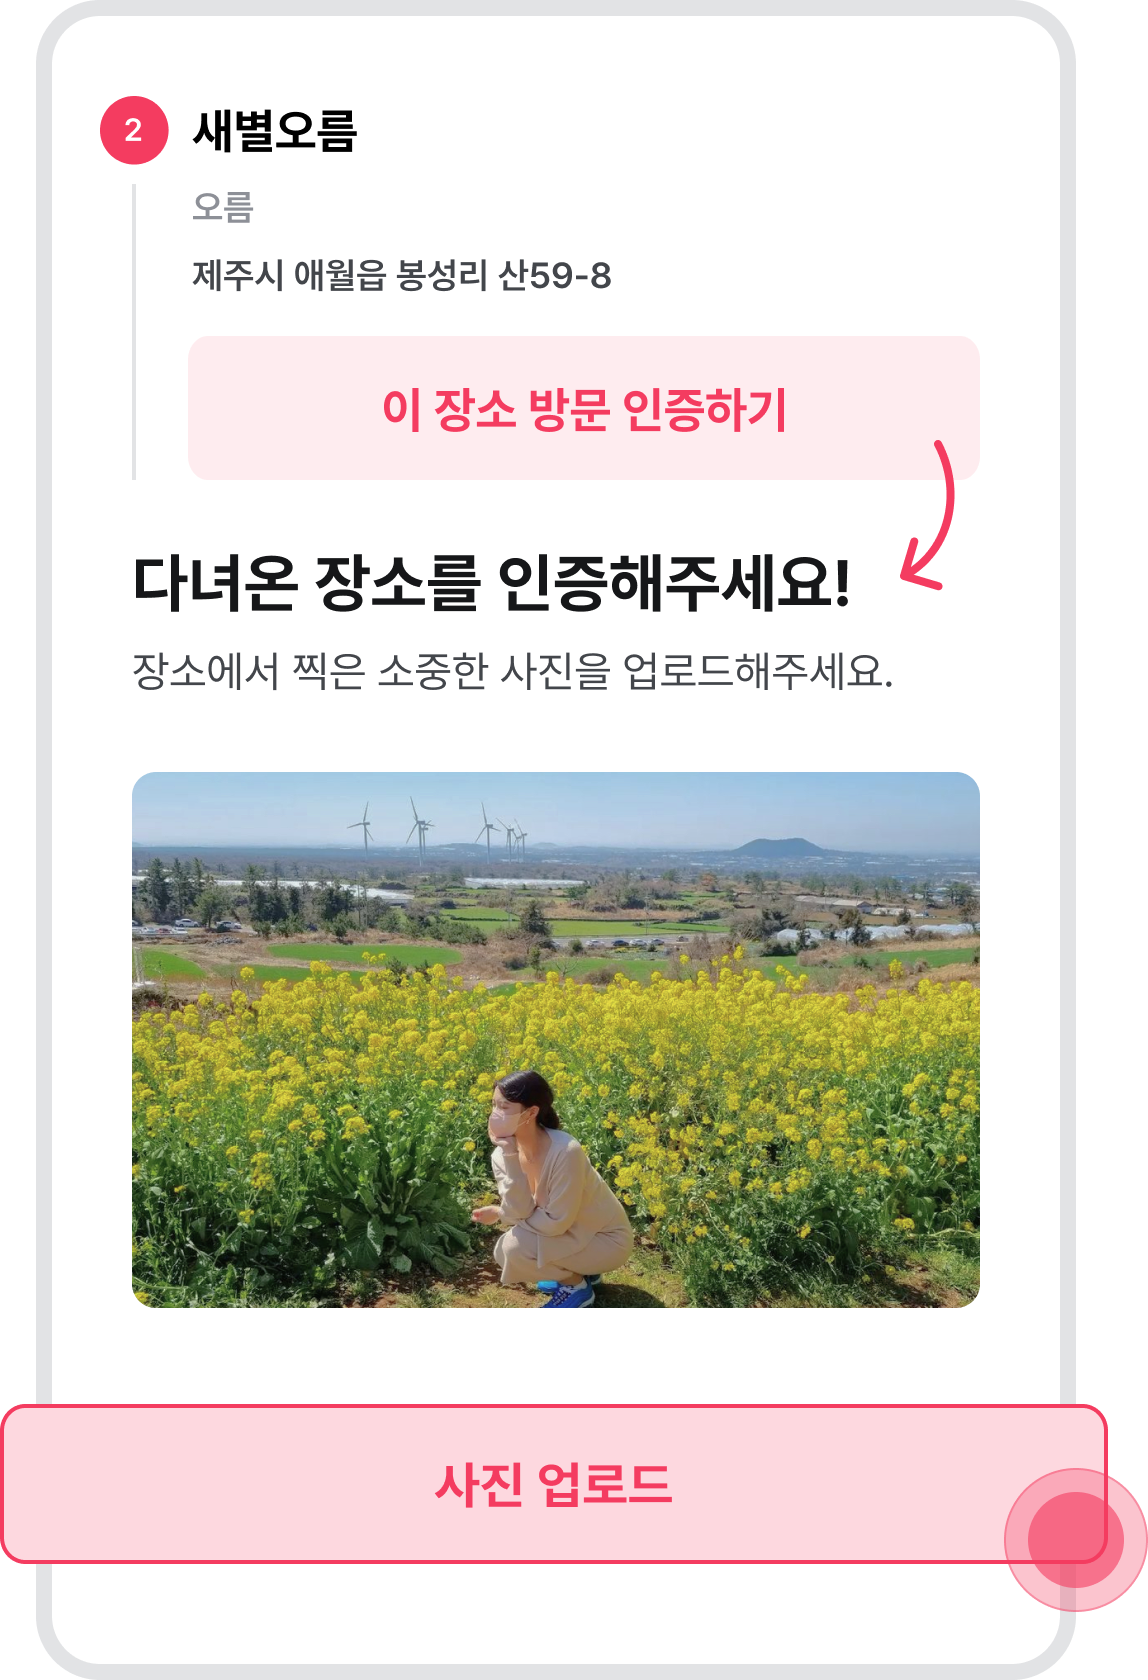 2 새별오름
오름
제주시 애월읍 봉성리 산59-8
이 장소 방문 인증하기
다녀온 장소를 인증해주세요!
장소에서 찍은 소중한 사진을 업로드해주세요.
사진 업로드